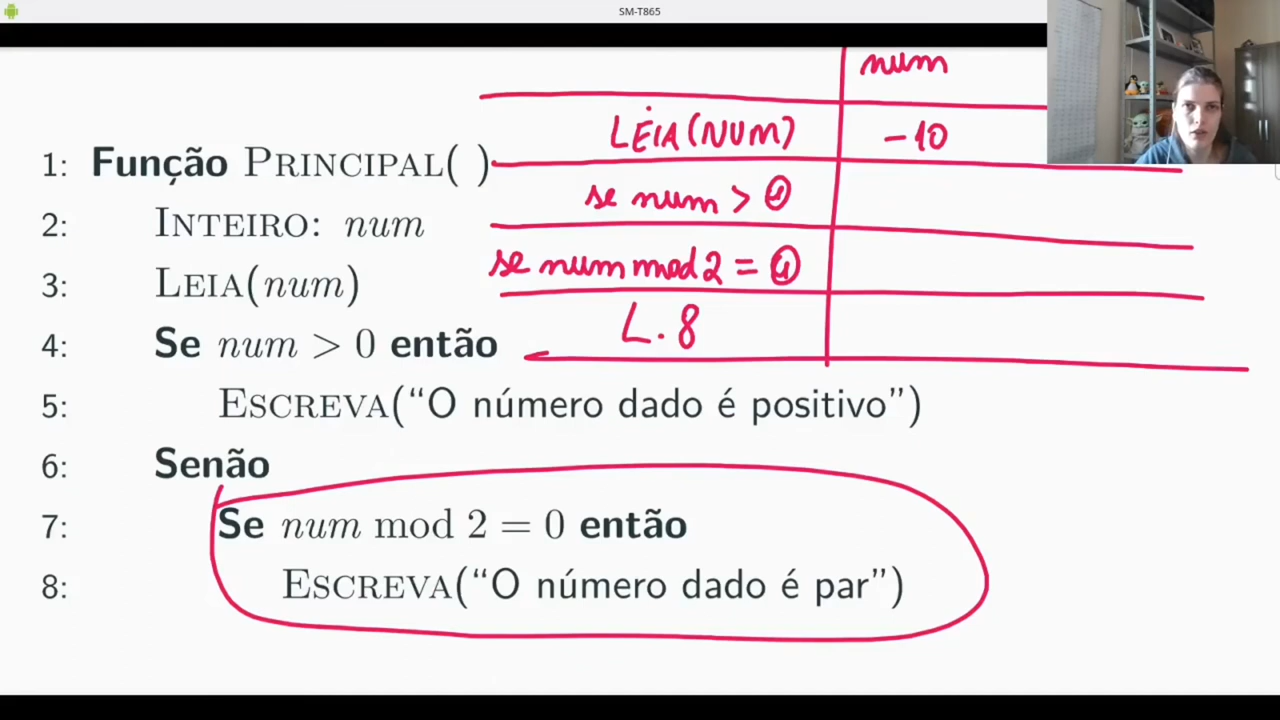 SM-T865
num
LEIA(NUM) -10
se num > 0
se num mod 2 = 0
L.8
1: Função PRINCIPAL( )
2: INTEIRO: num
3: LEIA(num)
4: Se num > 0 então
5: ESCREVA(“O número dado é positivo”)
6: Senão
7: Se num mod 2 = 0 então
8: ESCREVA(“O número dado é par”)